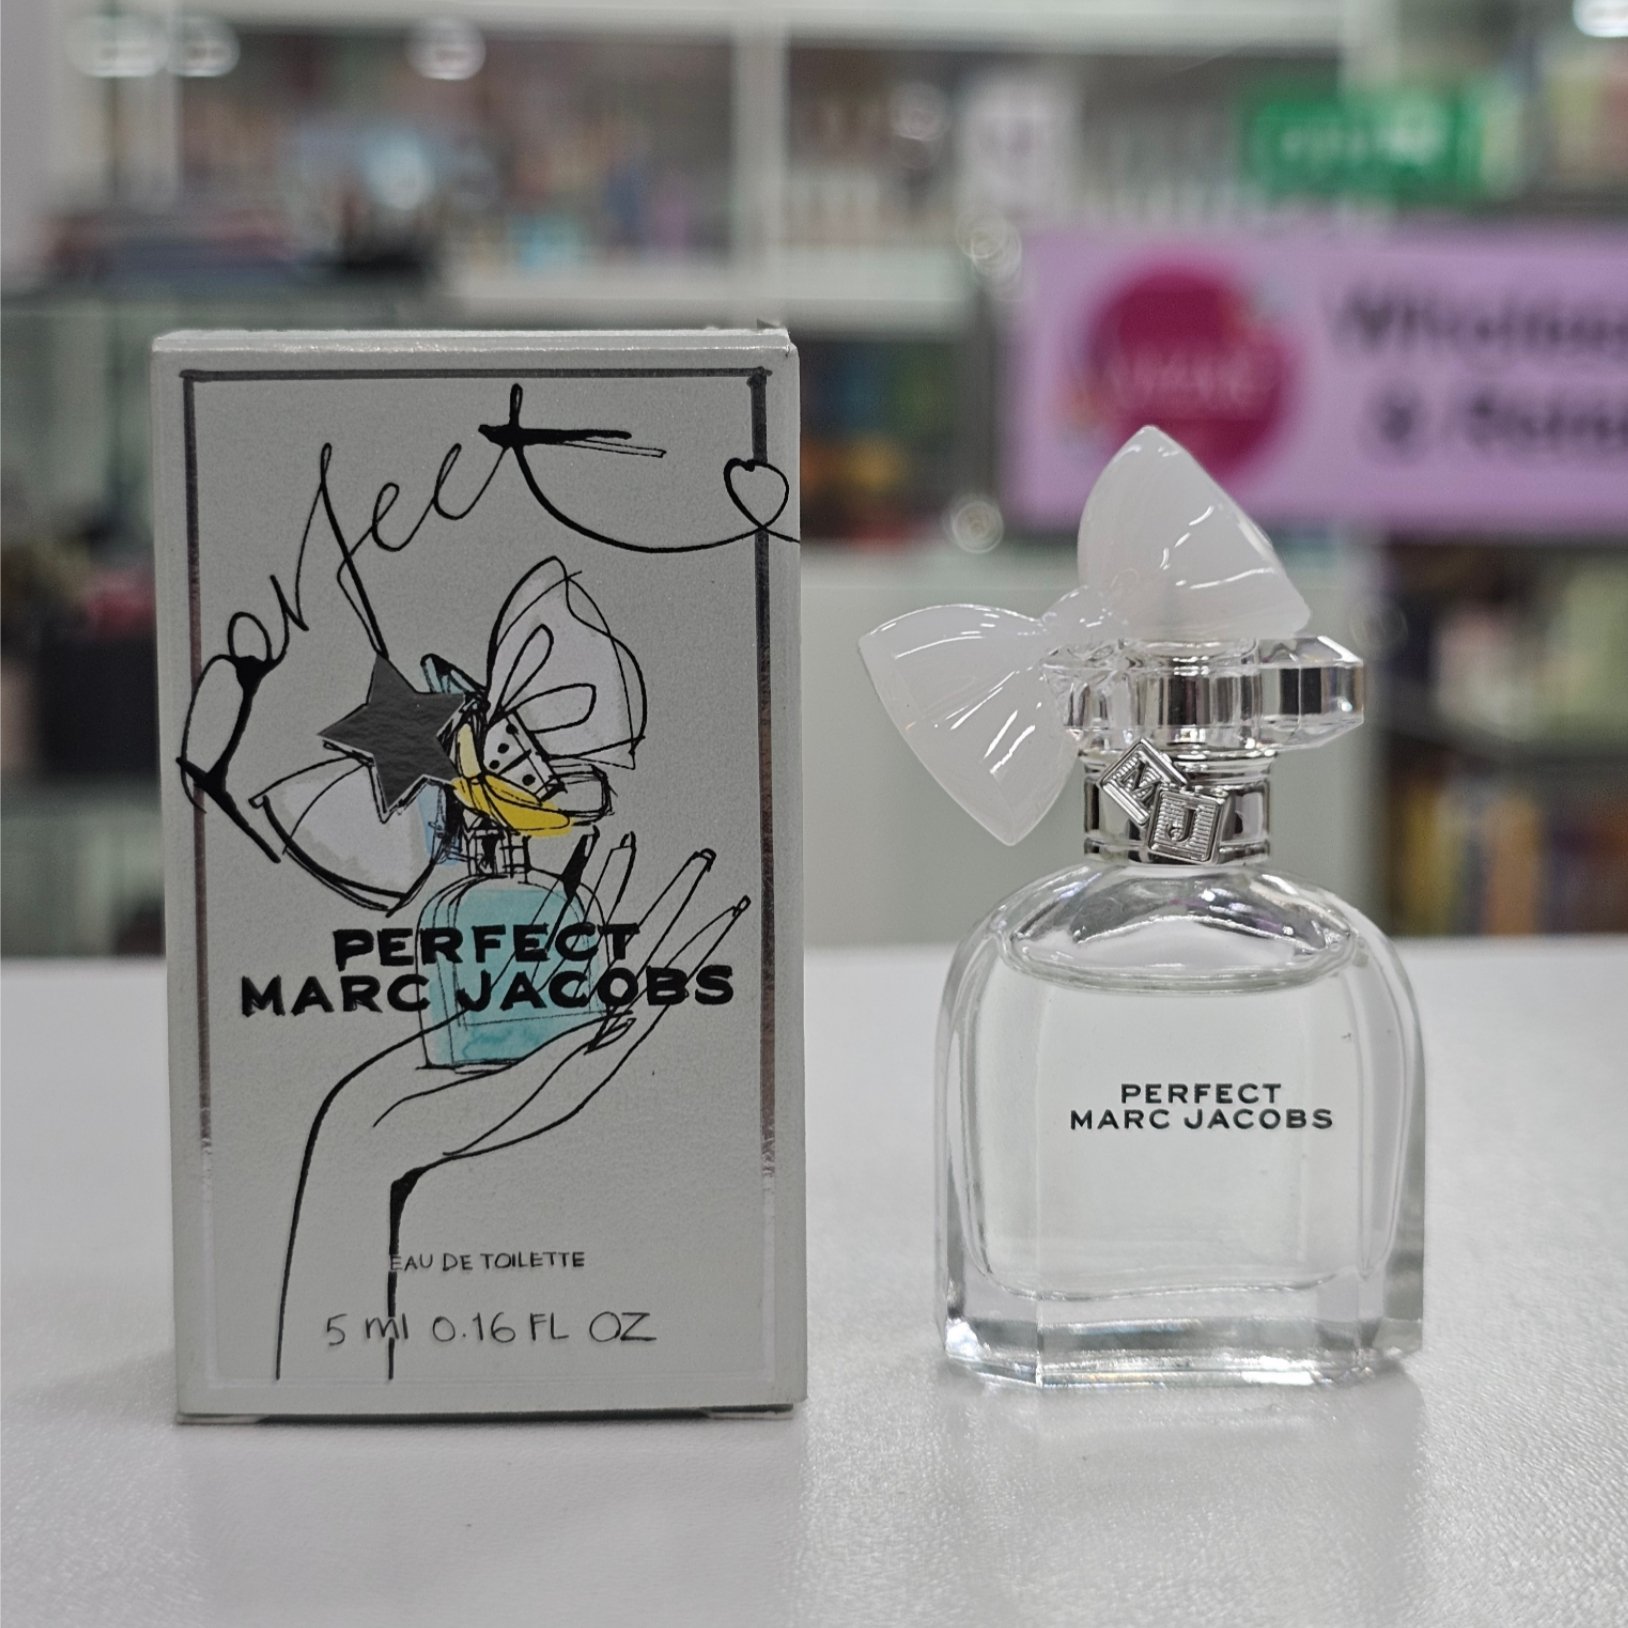 Perfect
PERFECT
MARC JACOBS
EAU DE TOILETTE
5 ml 0.16 FL OZ
MJ
PERFECT
MARC JACOBS